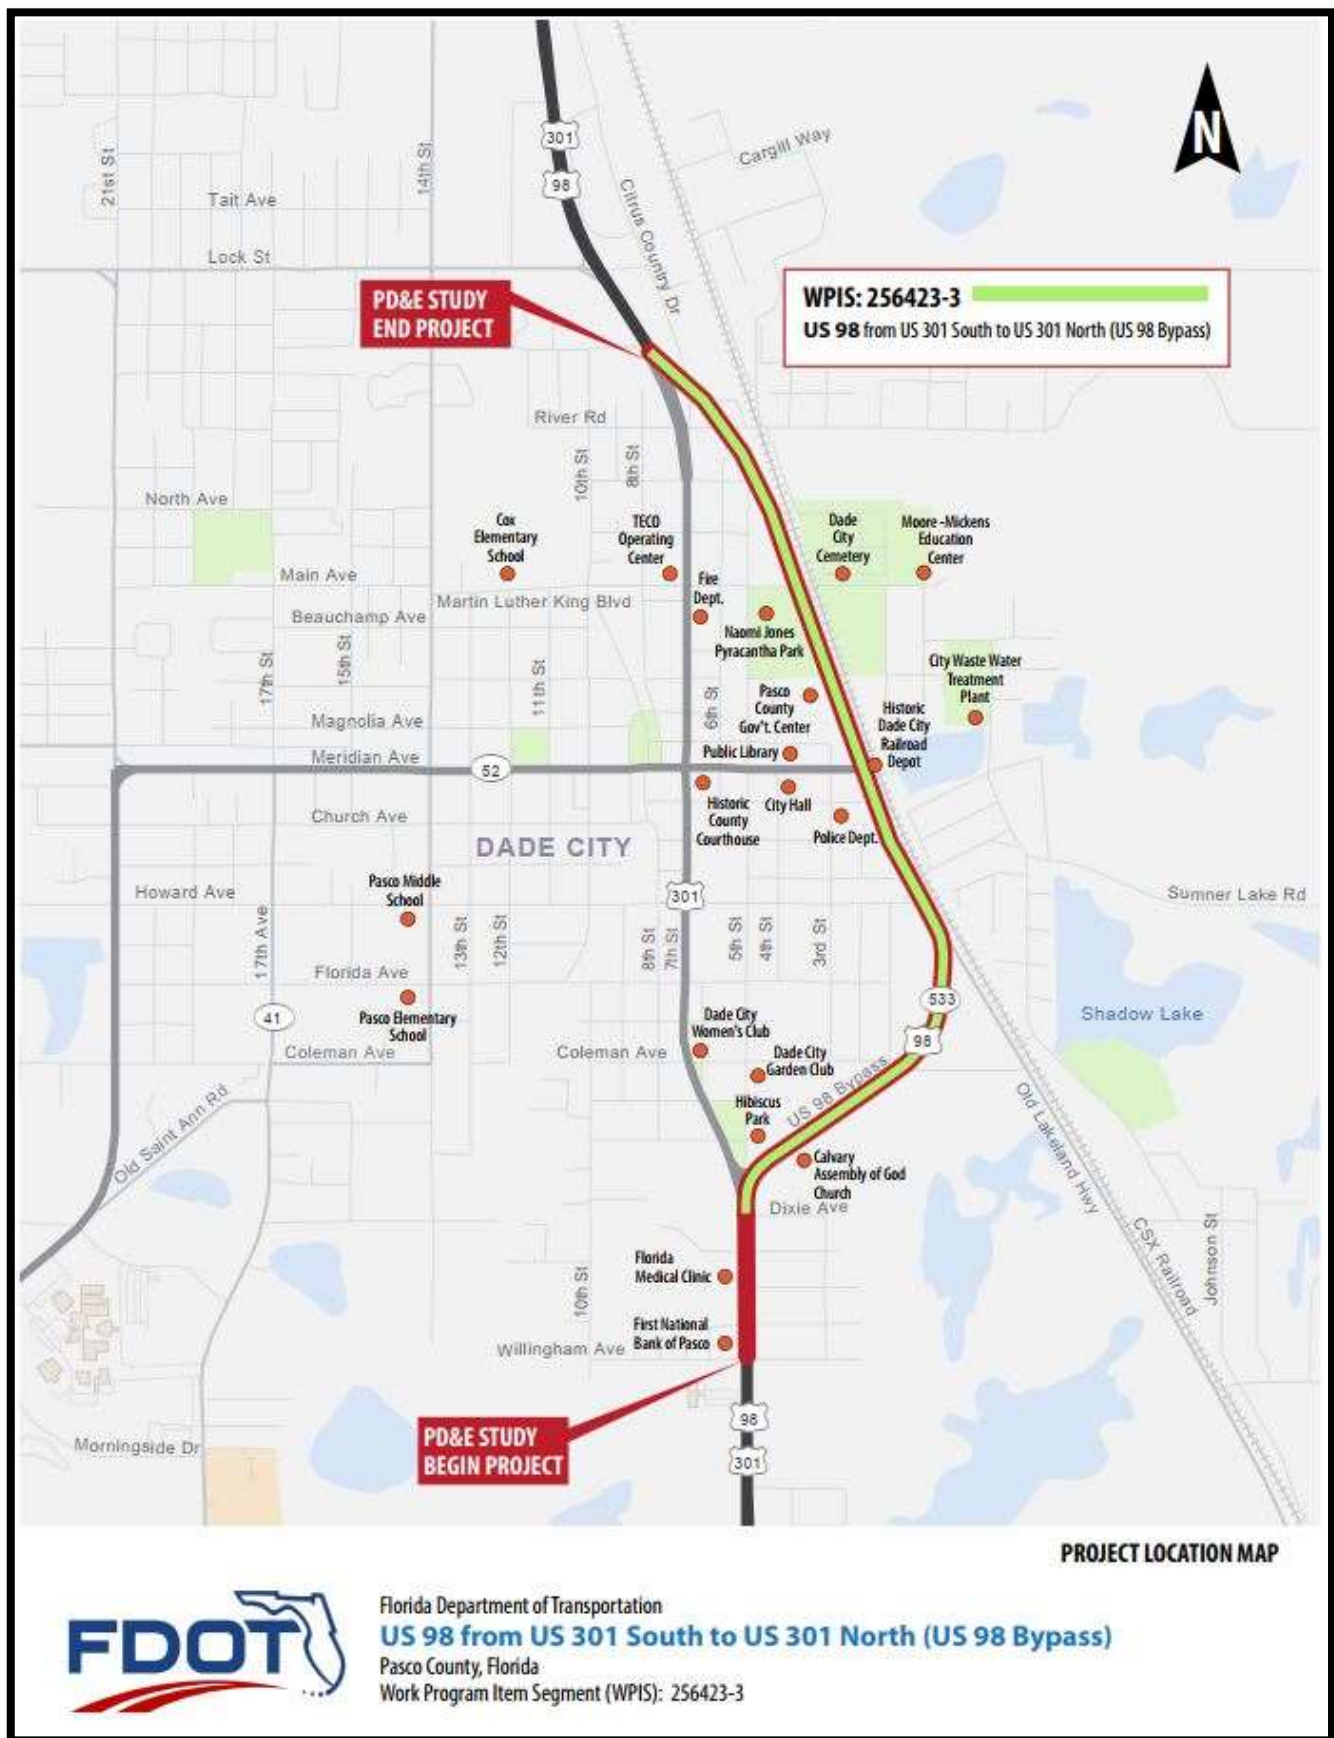 301
98
Cargill Way
N
21st St
14th St
Citrus Country Dr
Tait Ave
Lock St
PD&E STUDY
END PROJECT
WPIS: 256423-3
US 98 from US 301 South to US 301 North (US 98 Bypass)
River Rd
10th St
8th St
North Ave
Cox
Elementary
School
TECO
Operating
Center
Dade
City
Cemetery
Moore -Mickens
Education
Center
Main Ave
Fire
Dept.
Martin Luther King Blvd
Beauchamp Ave
Naomi Jones
Pyracantha Park
17th St
15th St
11th St
6th St
City Waste Water
Treatment
Plant
Pasco
County
Gov't. Center
Historic
Dade City
Railroad
Depot
Magnolia Ave
Meridian Ave
Public Library
52
Historic
County
Courthouse
City Hall
Police Dept.
Church Ave
DADE CITY
Howard Ave
Pasco Middle
School
301
Sumner Lake Rd
17th Ave
13th St
12th St
8th St
7th St
5th St
4th St
3rd St
Florida Ave
533
41
Pasco Elementary
School
Dade City
Women's Club
Shadow Lake
98
Coleman Ave
Coleman Ave
Dade City
Garden Club
US 98 Bypass
Hibiscus
Park
Old Saint Ann Rd
Old Lakeland Hwy
Calvary
Assembly of God
Church
Dixie Ave
CSX Railroad
Johnson St
Florida
Medical Clinic
10th St
First National
Bank of Pasco
Willingham Ave
98
301
PD&E STUDY
BEGIN PROJECT
Morningside Dr
PROJECT LOCATION MAP
FDOT
Florida Department of Transportation
US 98 from US 301 South to US 301 North (US 98 Bypass)
Pasco County, Florida
Work Program Item Segment (WPIS): 256423-3